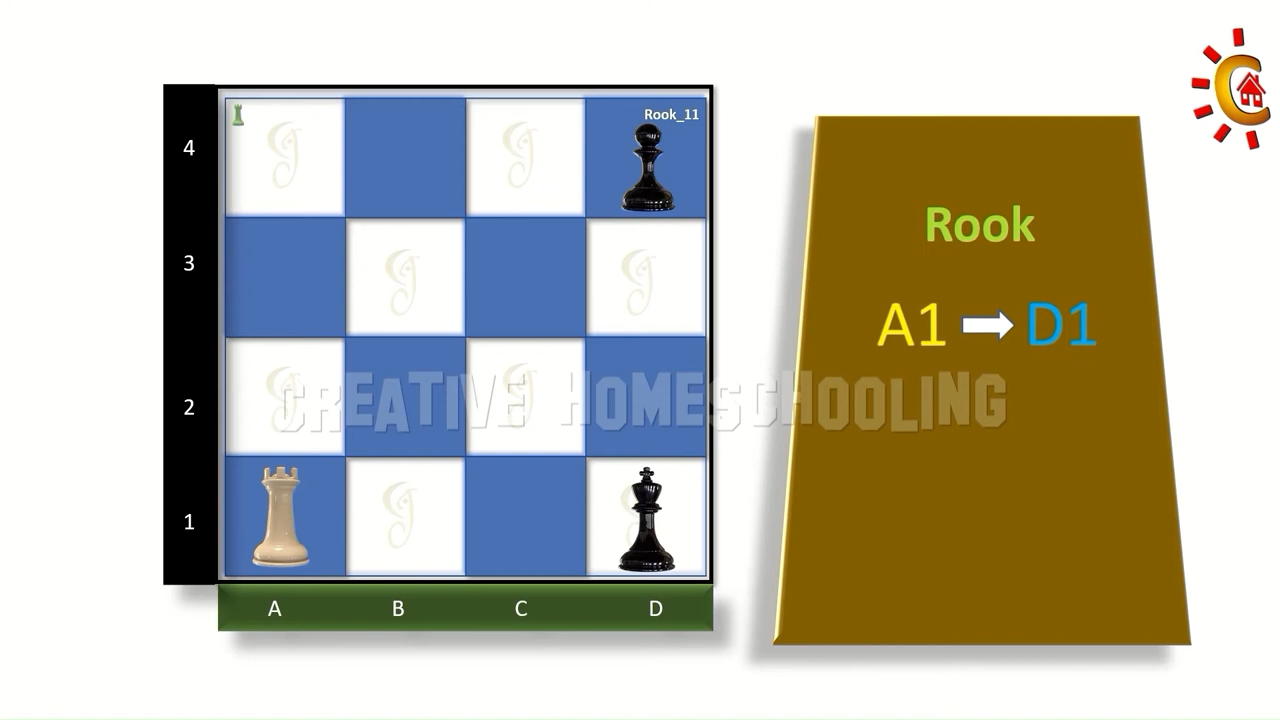 Rook_11
4
3
2
1
A B C D
Rook
A1 D1
CREATIVE HOMESCHOOLING
C